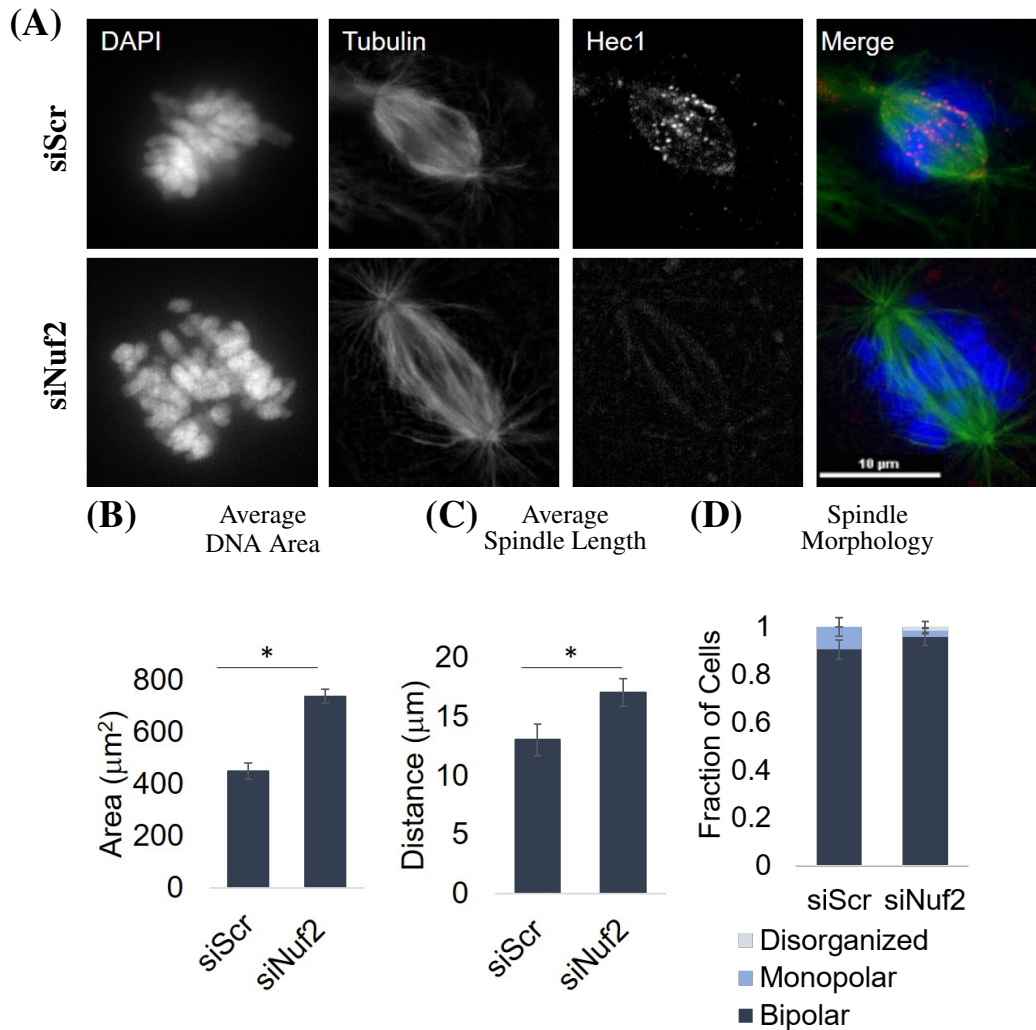 (A)
DAPI
Tubulin
Hec1
Merge
siScr
siNuf2
10 µm
(B)
Average
DNA Area
(C)
Average
Spindle Length
(D)
Spindle
Morphology
Area (µm²)
800
600
400
200
0
*
siScr
siNuf2
Distance (µm)
20
15
10
5
0
*
siScr
siNuf2
Fraction of Cells
1
0.8
0.6
0.4
0.2
0
siScr siNuf2
Disorganized
Monopolar
Bipolar